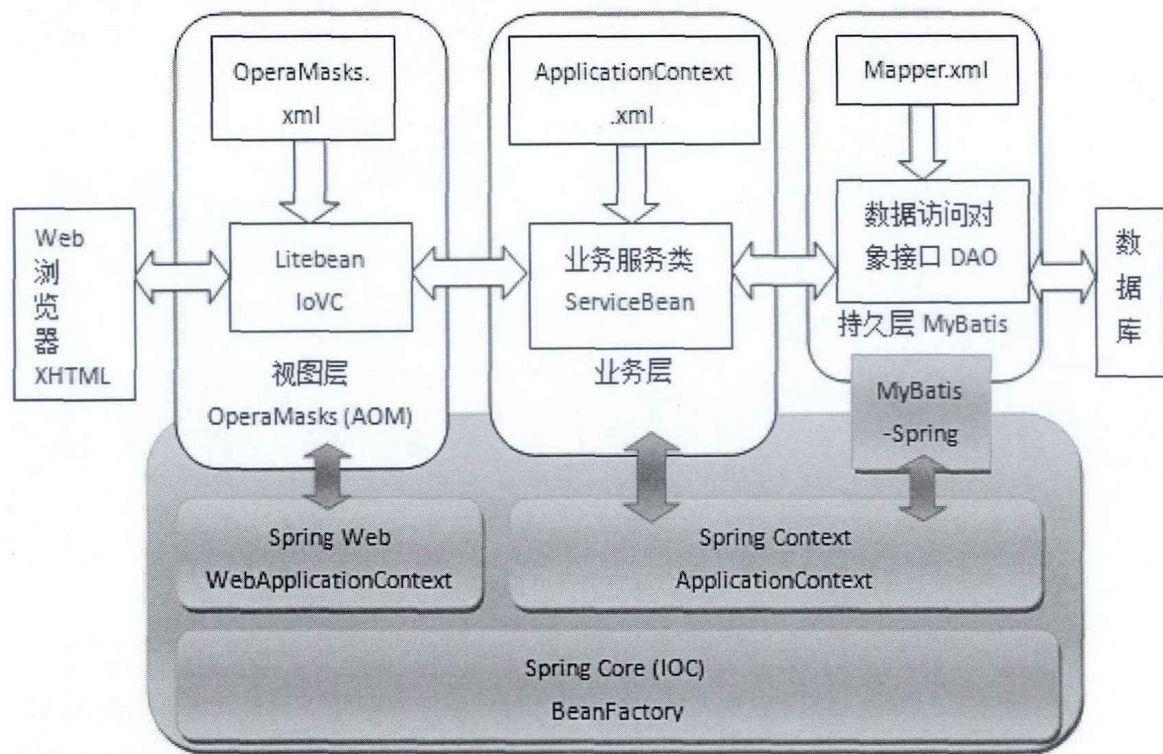 OperaMasks.
xml
ApplicationContext
.xml
Mapper.xml
Web
浏
览
器
XHTML
Litebean
IoVC
业务服务类
ServiceBean
数据访问对
象接口 DAO
数
据
库
视图层
OperaMasks (AOM)
业务层
持久层 MyBatis
MyBatis
-Spring
Spring Web
WebApplicationContext
Spring Context
ApplicationContext
Spring Core (IOC)
BeanFactory